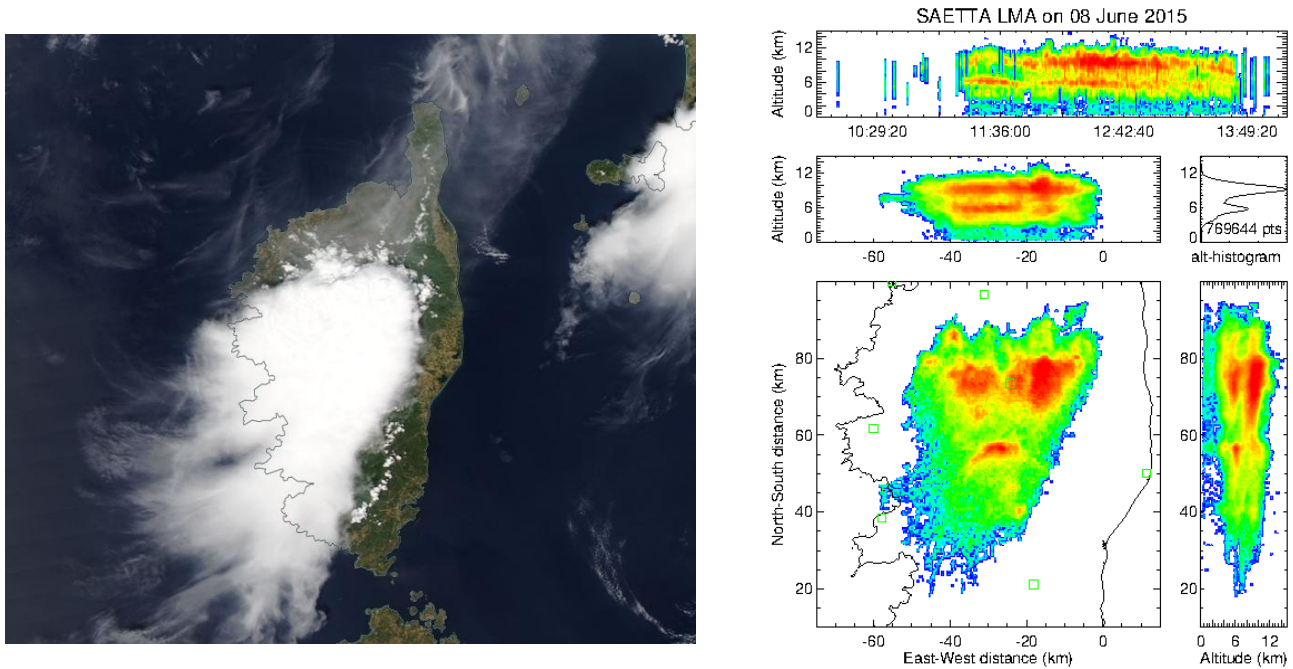 SAETTA LMA on 08 June 2015
Altitude (km)
12
6
0
10:29:20 11:36:00 12:42:40 13:49:20
Altitude (km)
12
6
0
-60 -40 -20 0
12
6
0
769644 pts
alt-histogram
North-South distance (km)
80
60
40
20
-60 -40 -20 0
East-West distance (km)
80
60
40
20
0 6 12
Altitude (km)